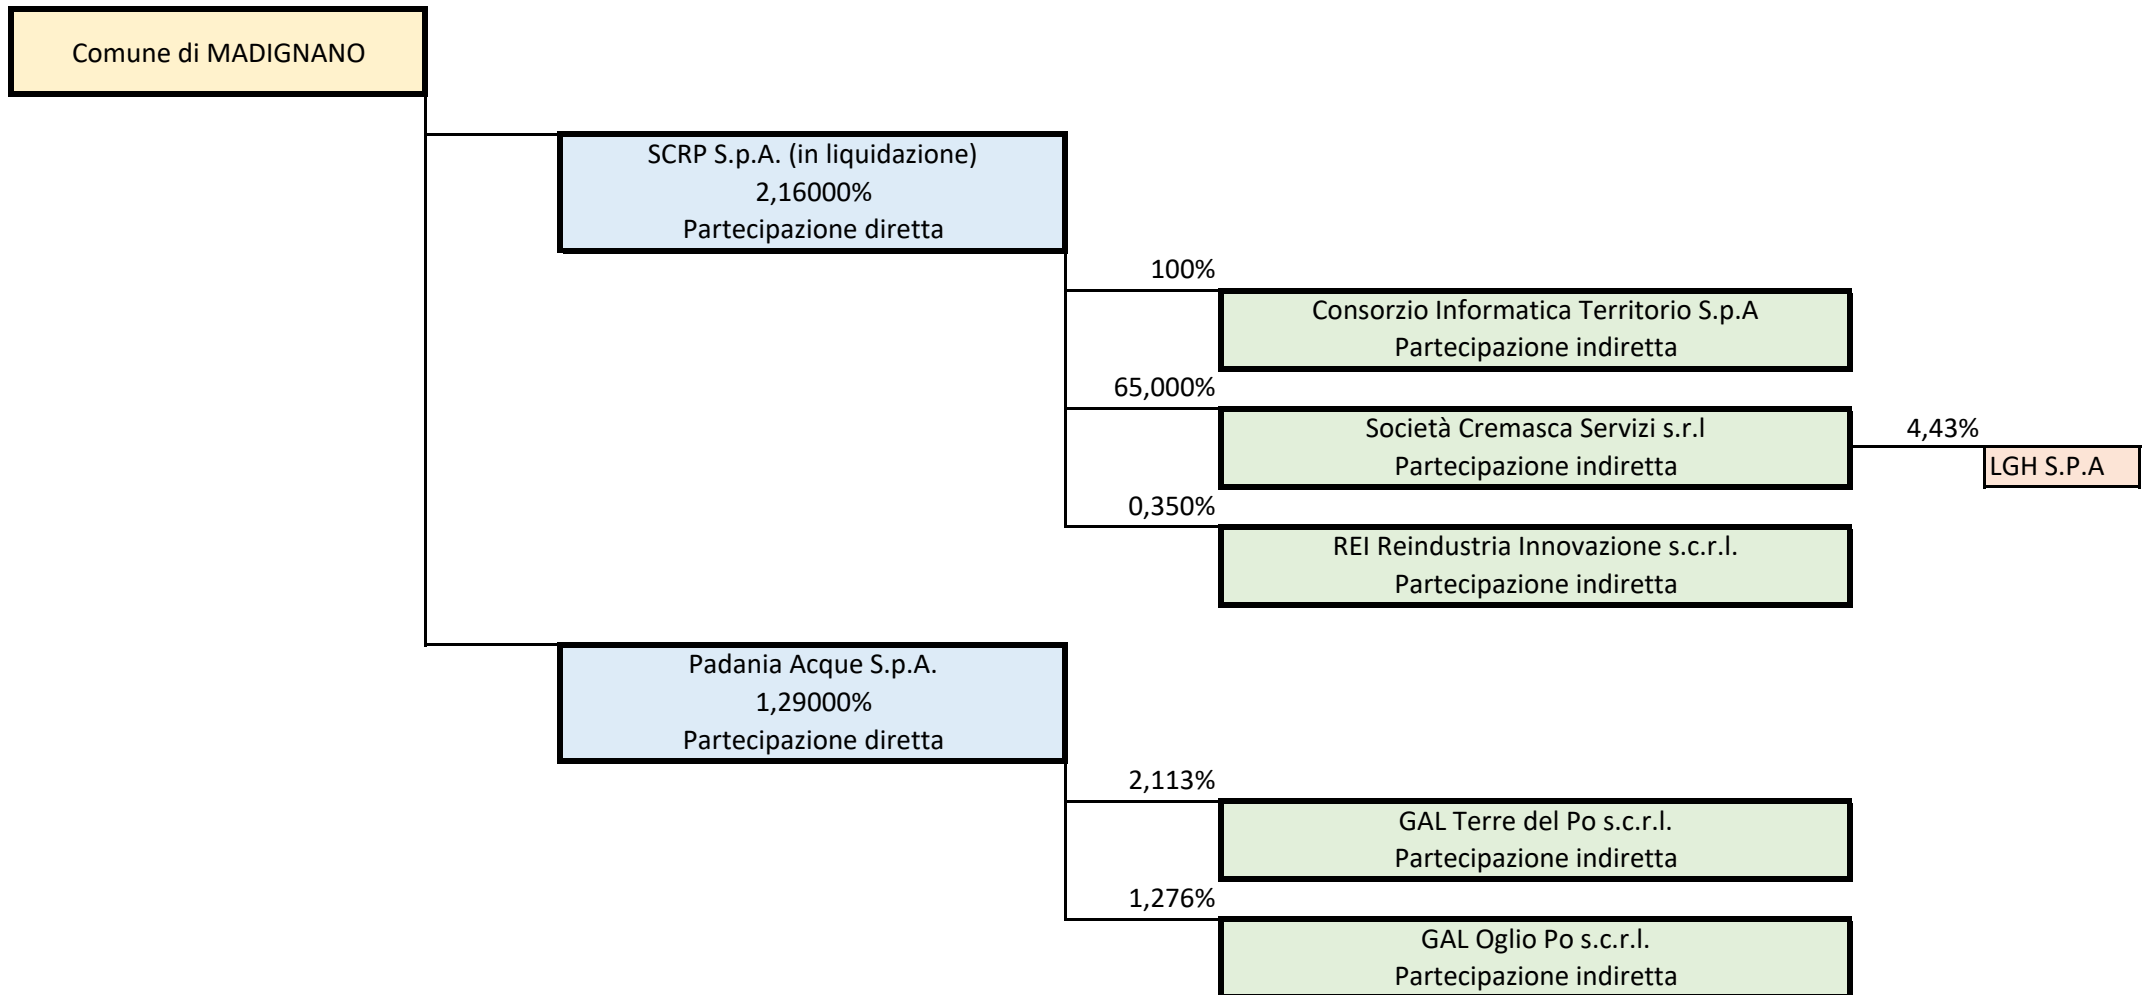 Comune di MADIGNANO
SCRP S.p.A. (in liquidazione)
2,16000%
Partecipazione diretta
100%
Consorzio Informatica Territorio S.p.A
Partecipazione indiretta
65,000%
Società Cremasca Servizi s.r.l
Partecipazione indiretta
4,43%
LGH S.P.A
0,350%
REI Reindustria Innovazione s.c.r.l.
Partecipazione indiretta
Padania Acque S.p.A.
1,29000%
Partecipazione diretta
2,113%
GAL Terre del Po s.c.r.l.
Partecipazione indiretta
1,276%
GAL Oglio Po s.c.r.l.
Partecipazione indiretta